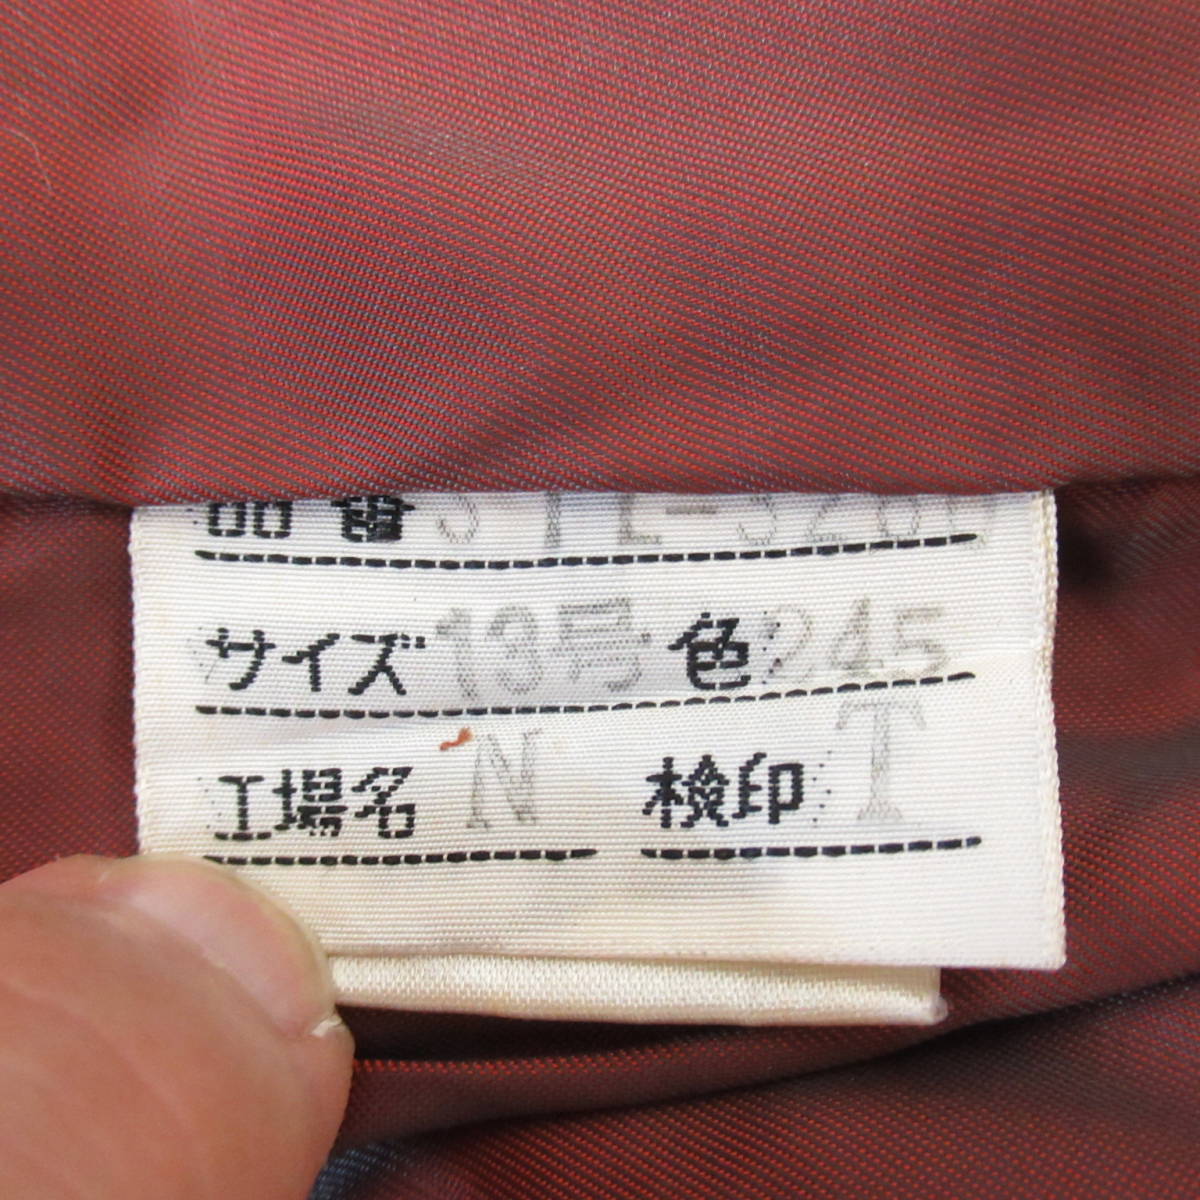 品番
サイズ 13号 色 245
工場名 N 検印 T